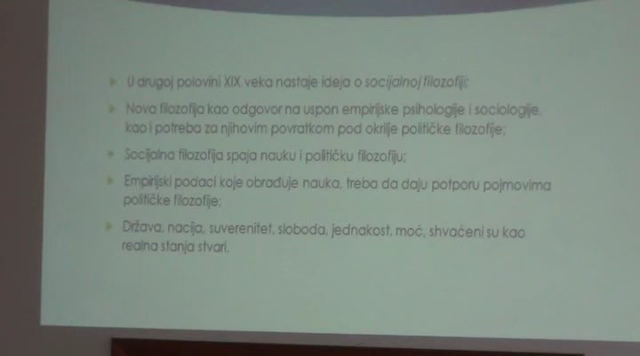 U drugoj polovini XIX veka nastaje ideja o socijalnoj filozofiji;
Nova filozofija kao odgovor na uspon empirijske psihologije i sociologije,
kao i potreba za njihovim povratkom pod okrilje političke filozofije;
Socijalna filozofija spaja nauku i političku filozofiju;
Empirijski podaci koje obrađuje nauka, treba da daju potporu pojmovima
političke filozofije;
Država, nacija, suverenitet, sloboda, jednakost, moć, shvaćeni su kao
realna stanja stvari.